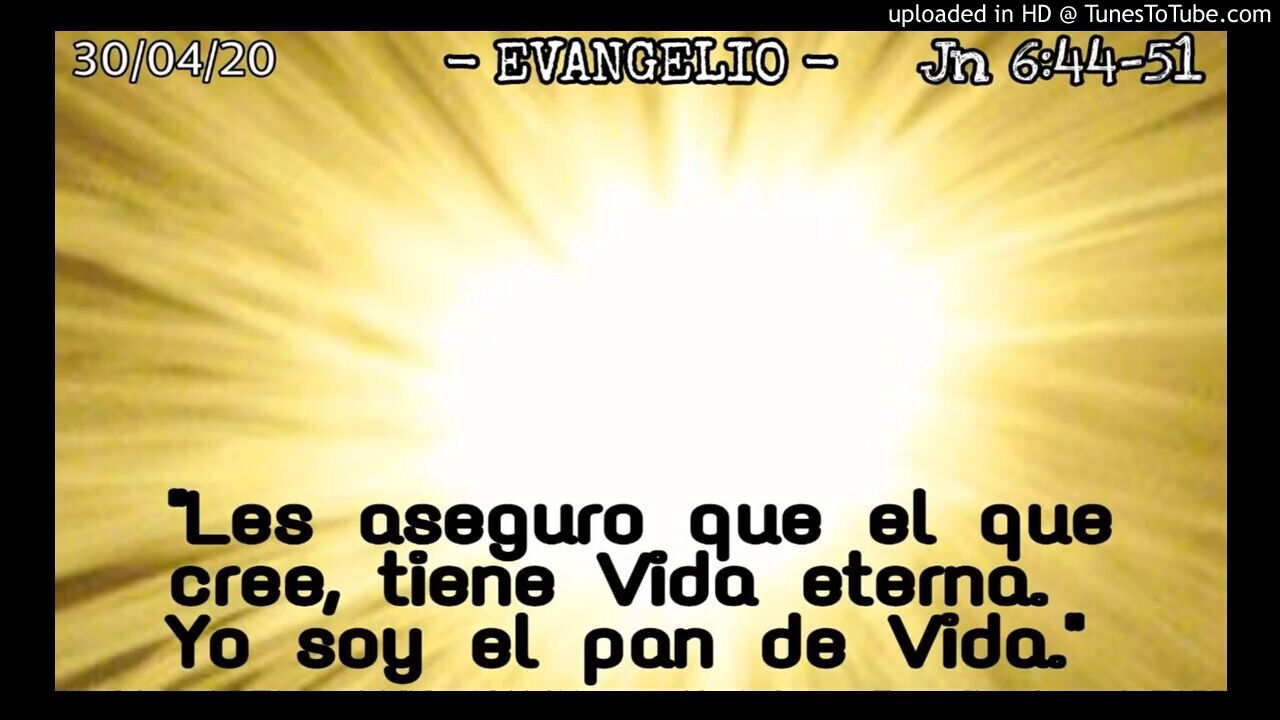 uploaded in HD @ TunesToTube.com
30/04/20 - EVANGELIO - Jn 6:44-51
"Les aseguro que el que
cree, tiene Vida eterna.
Yo soy el pan de Vida."